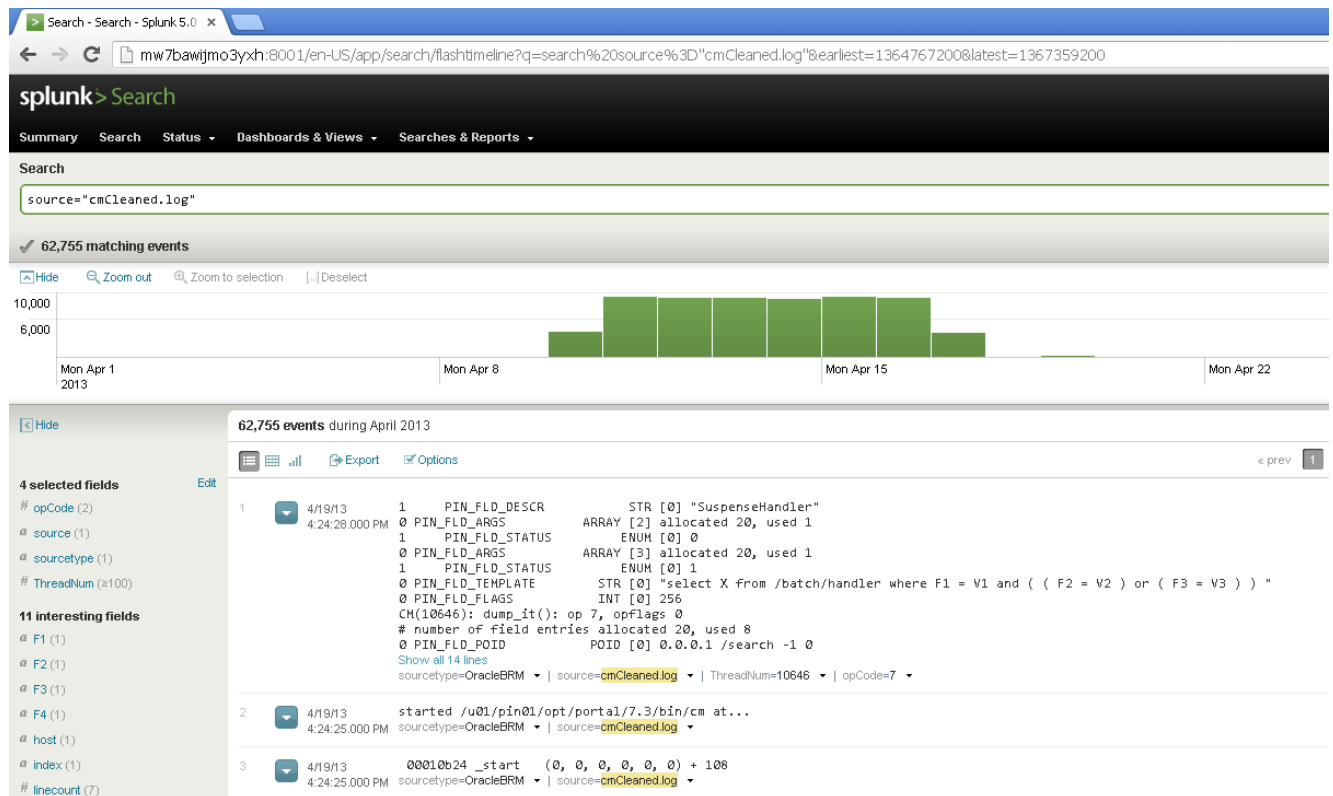 Search - Search - Splunk 5.0 ×
mw7bawijmo3yxh:8001/en-US/app/search/flashtimeline?q=search%20source%3D"cmCleaned.log"&earliest=1364767200&latest=1367359200
splunk>Search
Summary Search Status Dashboards & Views Searches & Reports
Search
source="cmCleaned.log"
62,755 matching events
Hide Zoom out Zoom to selection [..] Deselect
10,000
6,000
Mon Apr 1 Mon Apr 8 Mon Apr 15 Mon Apr 22
2013
Hide
4 selected fields Edit
# opCode (2)
a source (1)
a sourcetype (1)
# ThreadNum (≥100)
11 interesting fields
a F1 (1)
a F2 (1)
a F3 (1)
a F4 (1)
a host (1)
a index (1)
# linecount (7)
62,755 events during April 2013
Export Options « prev 1
1 4/19/13 1 PIN_FLD_DESCR STR [0] "SuspenseHandler"
4:24:28.000 PM 0 PIN_FLD_ARGS ARRAY [2] allocated 20, used 1
1 PIN_FLD_STATUS ENUM [0] 0
0 PIN_FLD_ARGS ARRAY [3] allocated 20, used 1
1 PIN_FLD_STATUS ENUM [0] 1
0 PIN_FLD_TEMPLATE STR [0] "select X from /batch/handler where F1 = V1 and ( ( F2 = V2 ) or ( F3 = V3 ) ) "
0 PIN_FLD_FLAGS INT [0] 256
CM(10646): dump_it(): op 7, opflags 0
# number of field entries allocated 20, used 8
0 PIN_FLD_POID POID [0] 0.0.0.1 /search -1 0
Show all 14 lines
sourcetype=OracleBRM | source=cmCleaned.log | ThreadNum=10646 | opCode=7
2 4/19/13 started /u01/pin01/opt/portal/7.3/bin/cm at...
4:24:25.000 PM sourcetype=OracleBRM | source=cmCleaned.log
3 4/19/13 00010b24 _start (0, 0, 0, 0, 0, 0) + 108
4:24:25.000 PM sourcetype=OracleBRM | source=cmCleaned.log